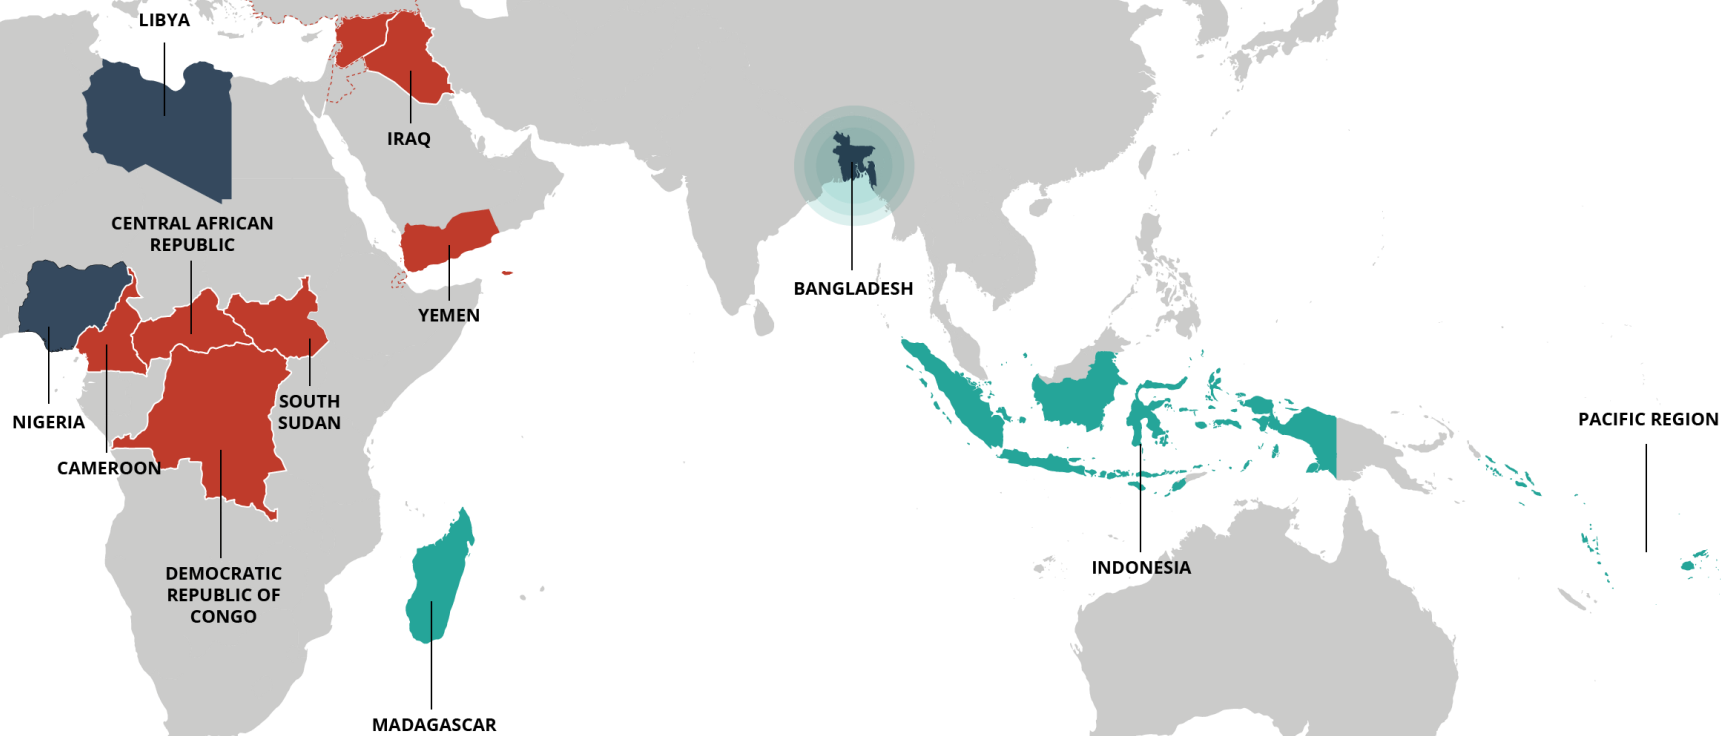 LIBYA
IRAQ
CENTRAL AFRICAN
REPUBLIC
YEMEN
BANGLADESH
NIGERIA
SOUTH
SUDAN
CAMEROON
PACIFIC REGION
INDONESIA
DEMOCRATIC
REPUBLIC OF
CONGO
MADAGASCAR